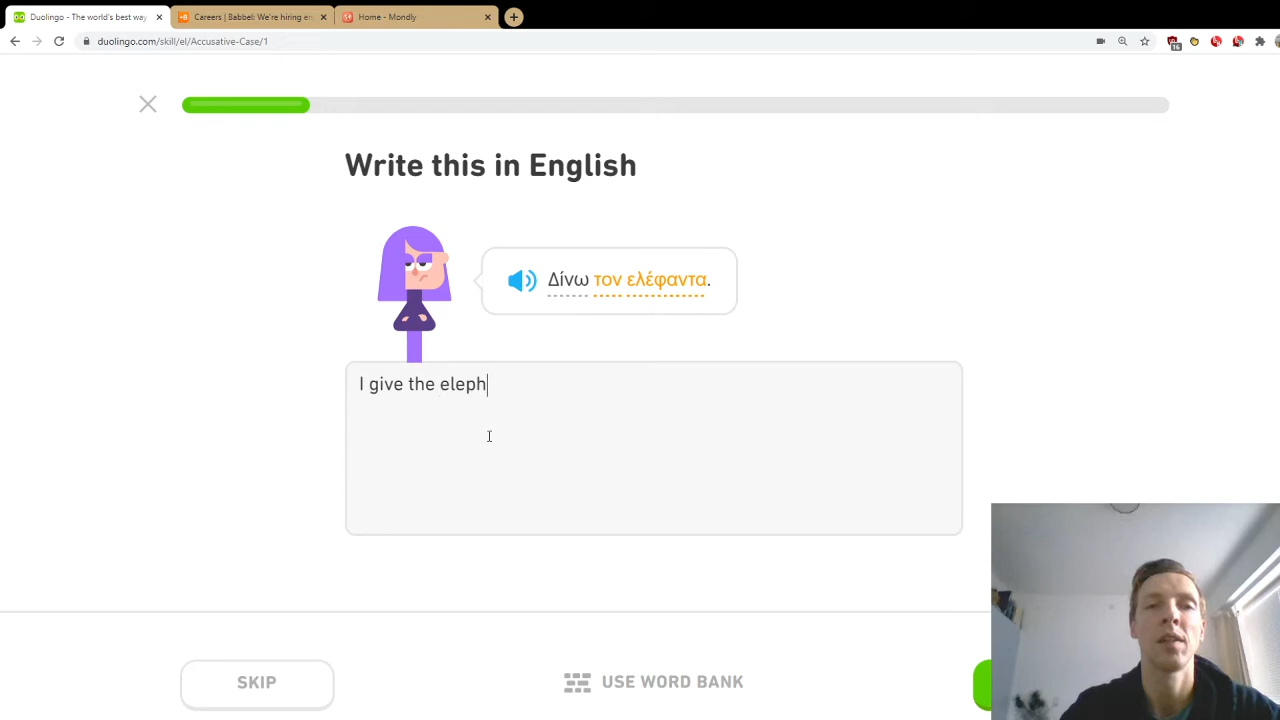 Duolingo - The world's best way
Careers | Babbel: We're hiring en
Home - Mondly
duolingo.com/skill/el/Accusative-Case/1
16
Write this in English
Δίνω τον ελέφαντα.
I give the eleph
SKIP
USE WORD BANK